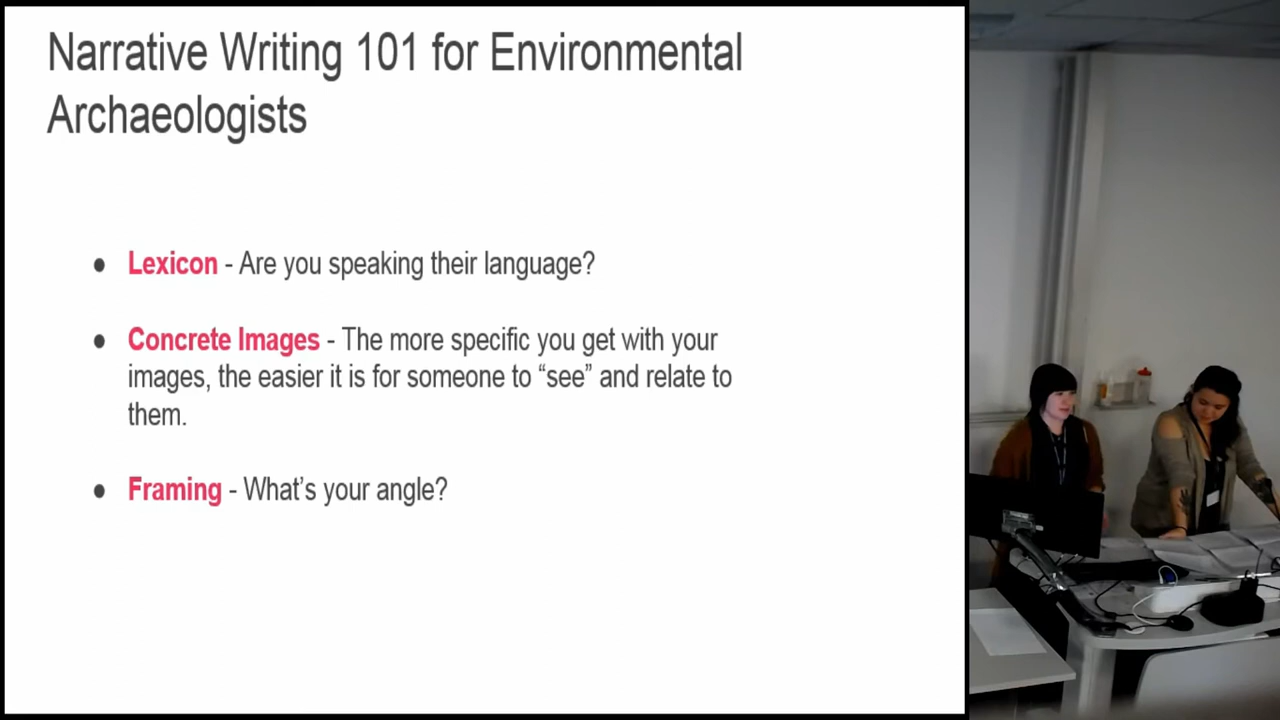 Narrative Writing 101 for Environmental
Archaeologists
● Lexicon - Are you speaking their language?
● Concrete Images - The more specific you get with your
images, the easier it is for someone to “see” and relate to
them.
● Framing - What’s your angle?